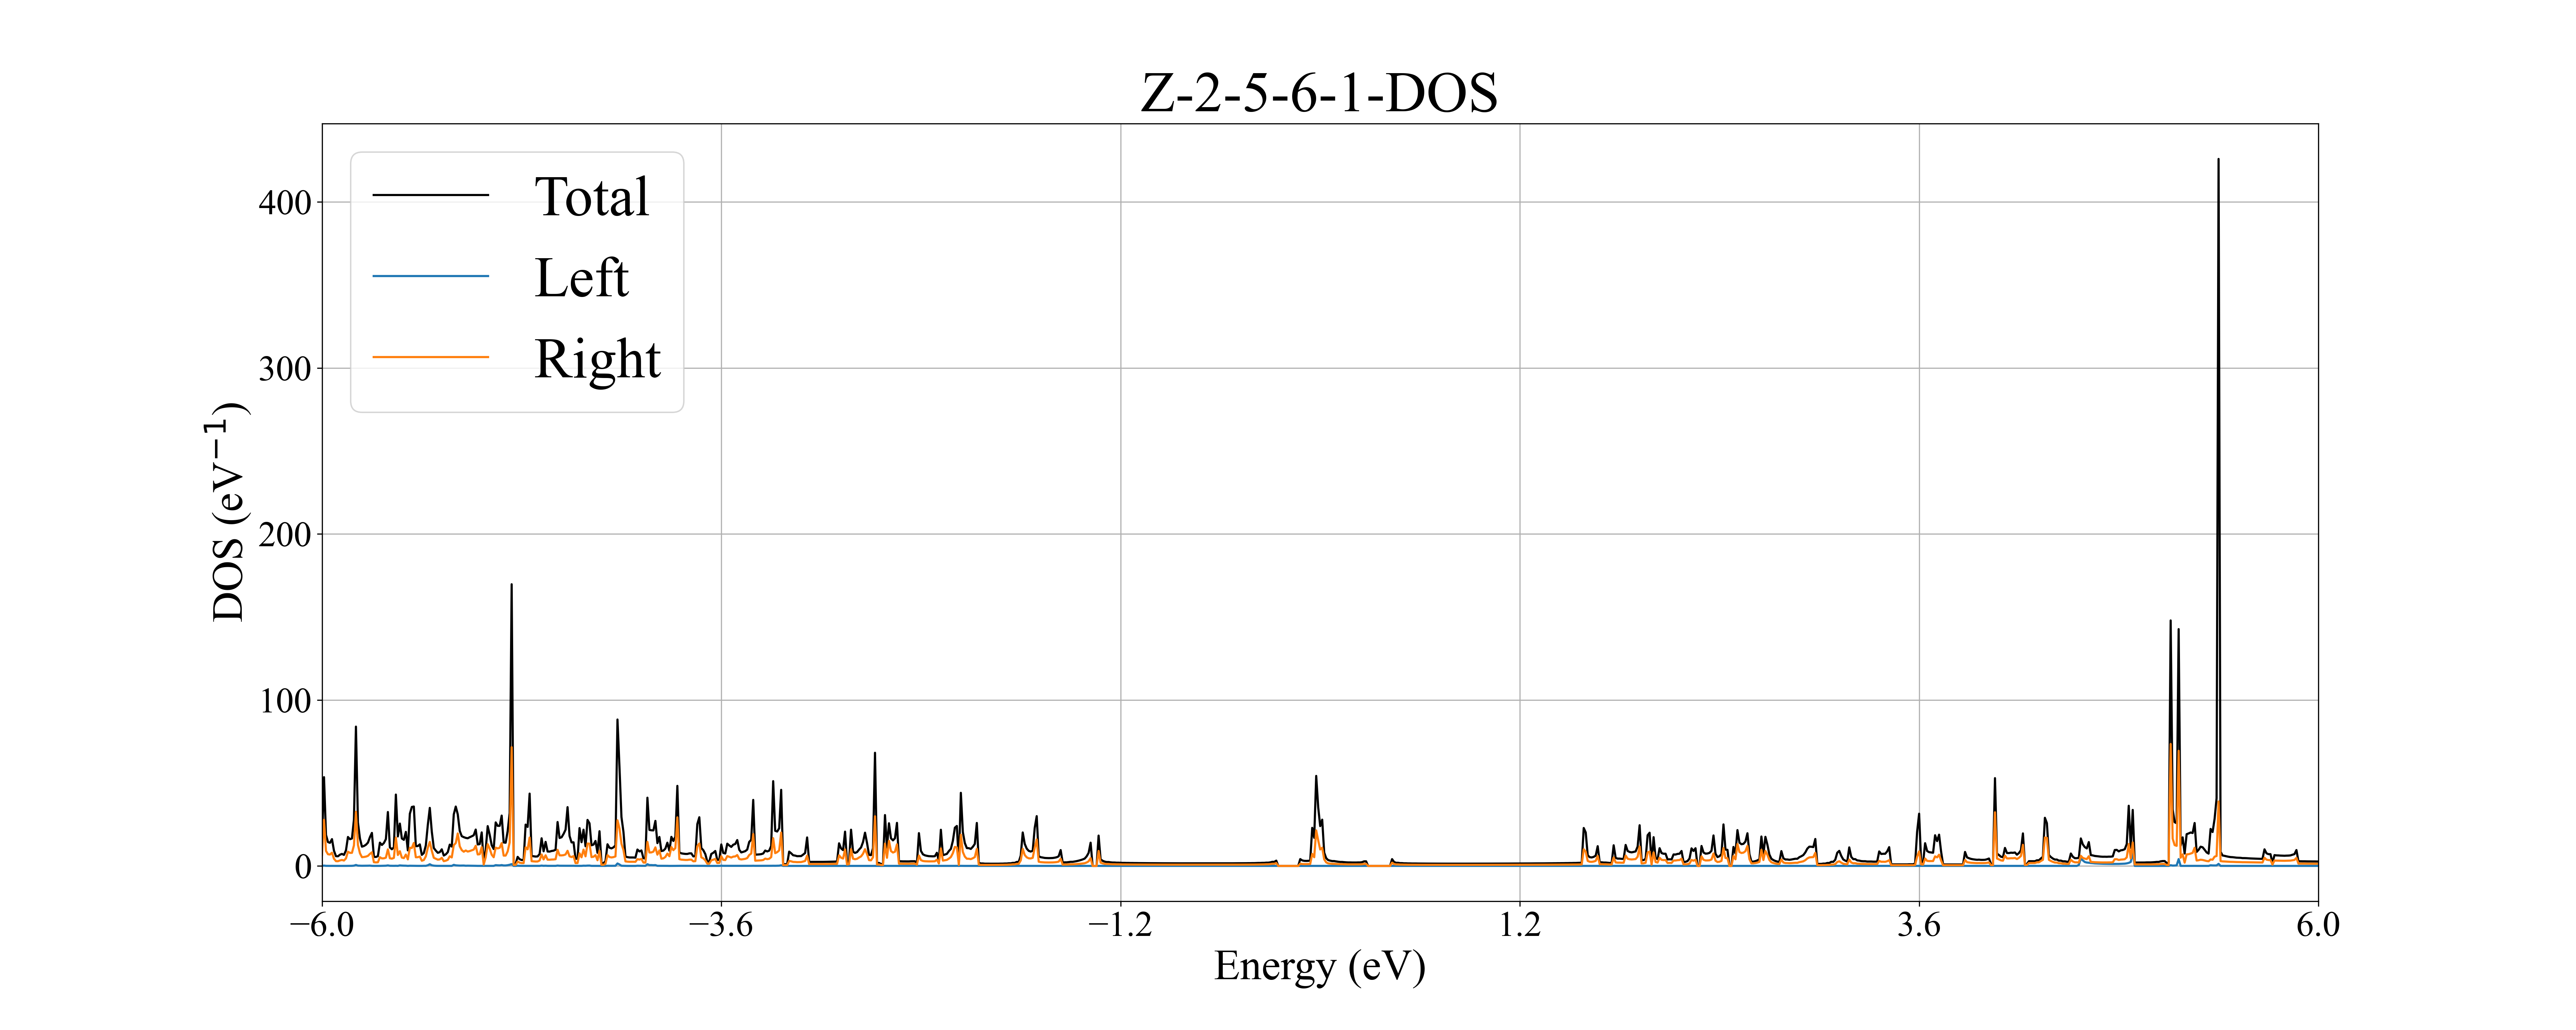 Z-2-5-6-1-DOS
Total
Left
Right
400
300
200
100
0
DOS (eV⁻¹)
−6.0
−3.6
−1.2
1.2
3.6
6.0
Energy (eV)